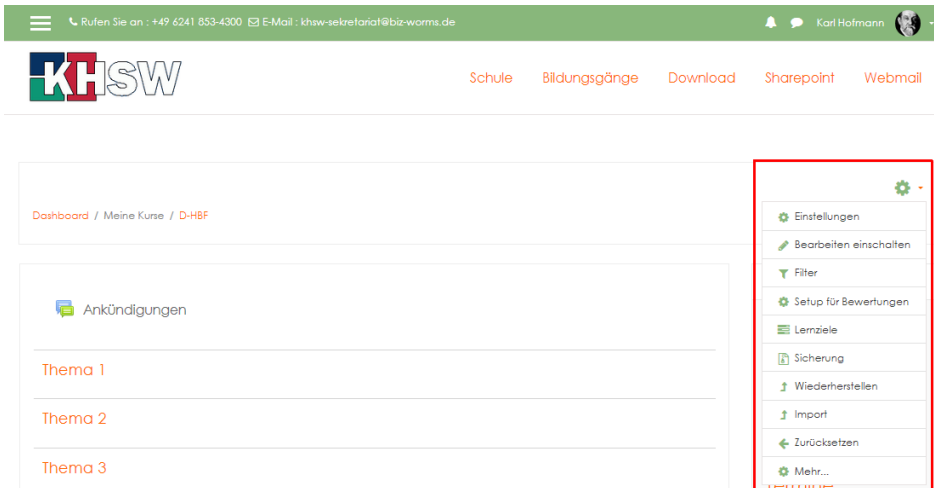 Rufen Sie an : +49 6241 853-4300 E-Mail : khsw-sekretariat@biz-worms.de Karl Hofmann
KHSW
Schule Bildungsgänge Download Sharepoint Webmail
Dashboard / Meine Kurse / D-HBF
Einstellungen
Bearbeiten einschalten
Filter
Setup für Bewertungen
Lernziele
Sicherung
Wiederherstellen
Import
Zurücksetzen
Mehr...
Ankündigungen
Thema 1
Thema 2
Thema 3